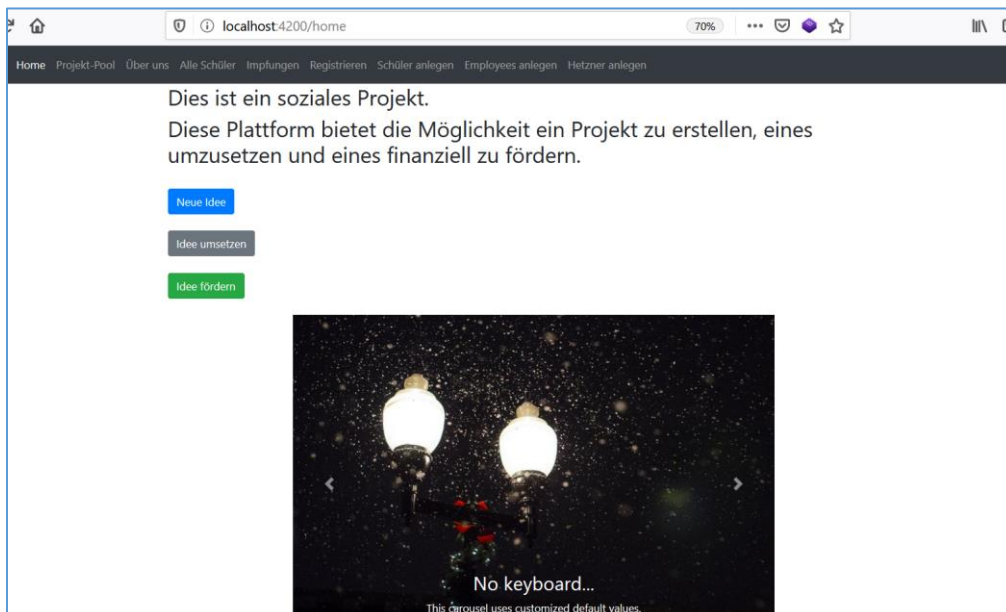 localhost:4200/home
70%
Home Projekt-Pool Über uns Alle Schüler Impfungen Registrieren Schüler anlegen Employees anlegen Hetzner anlegen
Dies ist ein soziales Projekt.
Diese Plattform bietet die Möglichkeit ein Projekt zu erstellen, eines
umzusetzen und eines finanziell zu fördern.
Neue Idee
Idee umsetzen
Idee fördern
No keyboard...
This carousel uses customized default values.